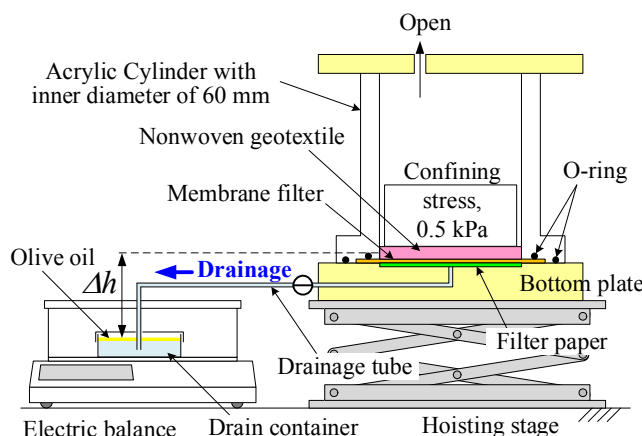 Open
Acrylic Cylinder with
inner diameter of 60 mm
Nonwoven geotextile
Confining
stress,
0.5 kPa
O-ring
Membrane filter
Olive oil
Drainage
Δh
Bottom plate
Filter paper
Drainage tube
Electric balance
Drain container
Hoisting stage